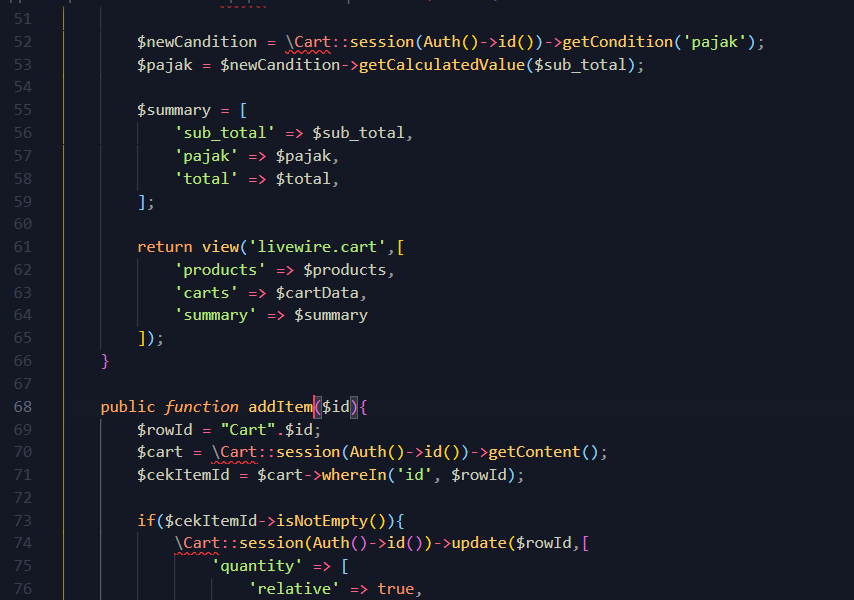 51
52 $newCandition = \Cart::session(Auth()->id())->getCondition('pajak');
53 $pajak = $newCandition->getCalculatedValue($sub_total);
54
55 $summary = [
56 'sub_total' => $sub_total,
57 'pajak' => $pajak,
58 'total' => $total,
59 ];
60
61 return view('livewire.cart',[
62 'products' => $products,
63 'carts' => $cartData,
64 'summary' => $summary
65 ]);
66 }
67
68 public function addItem($id){
69 $rowId = "Cart".$id;
70 $cart = \Cart::session(Auth()->id())->getContent();
71 $cekItemId = $cart->whereIn('id', $rowId);
72
73 if($cekItemId->isNotEmpty()){
74 \Cart::session(Auth()->id())->update($rowId,[
75 'quantity' => [
76 'relative' => true,